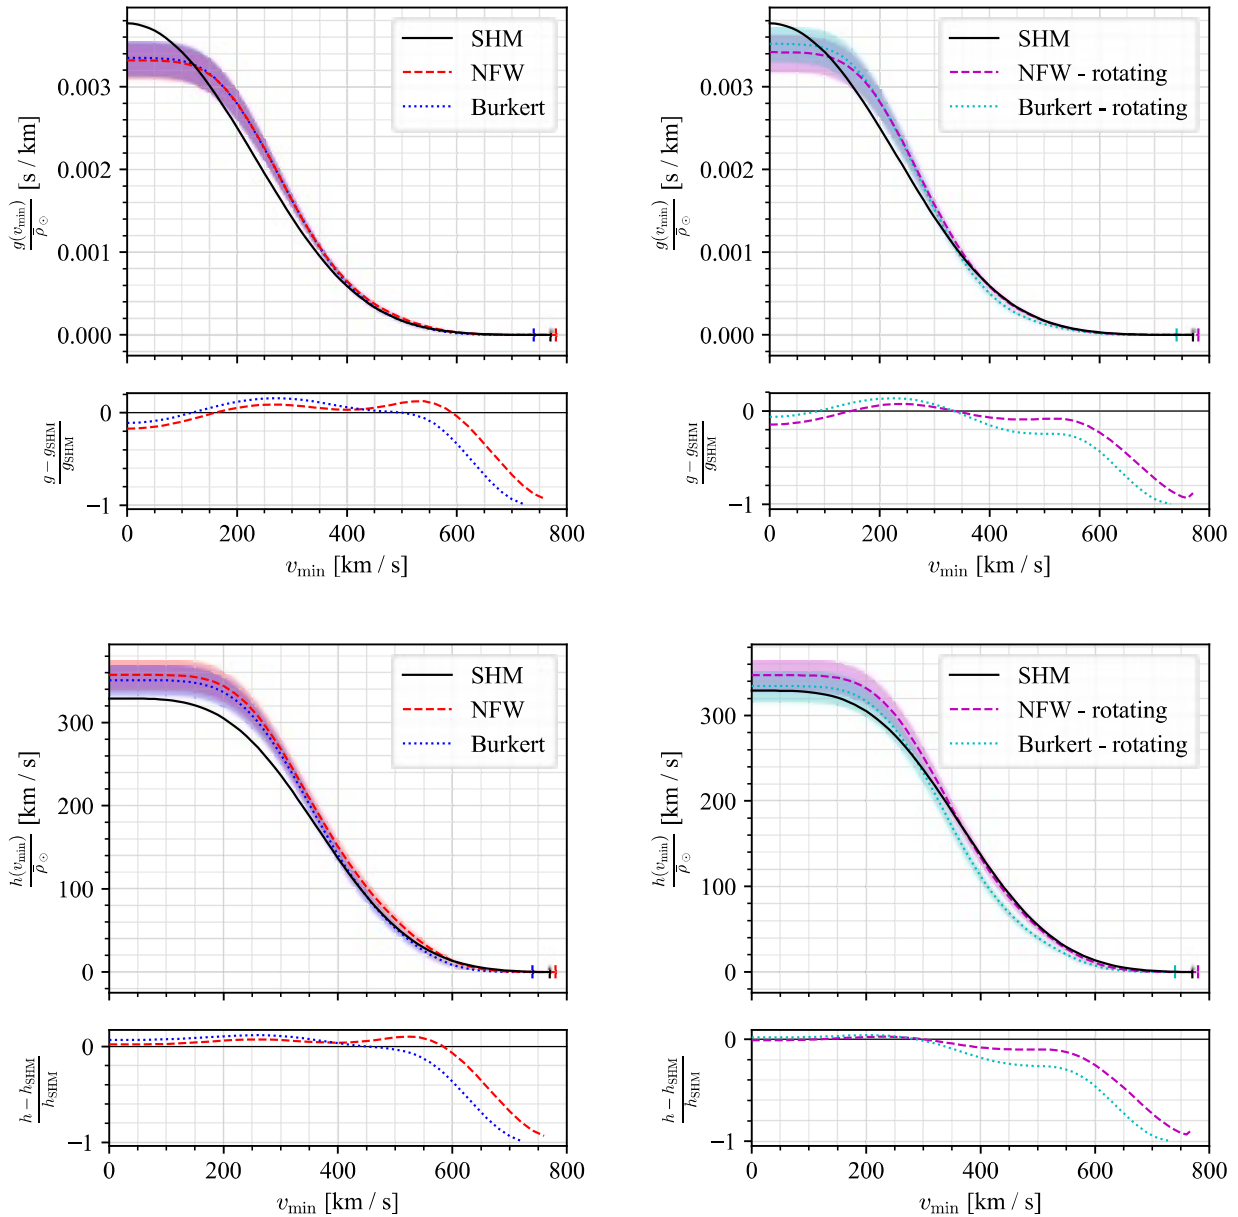 SHM
NFW
Burkert
0.003
0.002
0.001
0.000
g(v_min) / ρ̄_⊙ [s / km]
0
−1
g − g_SHM / g_SHM
0 200 400 600 800
v_min [km / s]
SHM
NFW - rotating
Burkert - rotating
0.003
0.002
0.001
0.000
g(v_min) / ρ̄_⊙ [s / km]
0
−1
g − g_SHM / g_SHM
0 200 400 600 800
v_min [km / s]
SHM
NFW
Burkert
300
200
100
0
h(v_min) / ρ̄_⊙ [km / s]
0
−1
h − h_SHM / h_SHM
0 200 400 600 800
v_min [km / s]
SHM
NFW - rotating
Burkert - rotating
300
200
100
0
h(v_min) / ρ̄_⊙ [km / s]
0
−1
h − h_SHM / h_SHM
0 200 400 600 800
v_min [km / s]